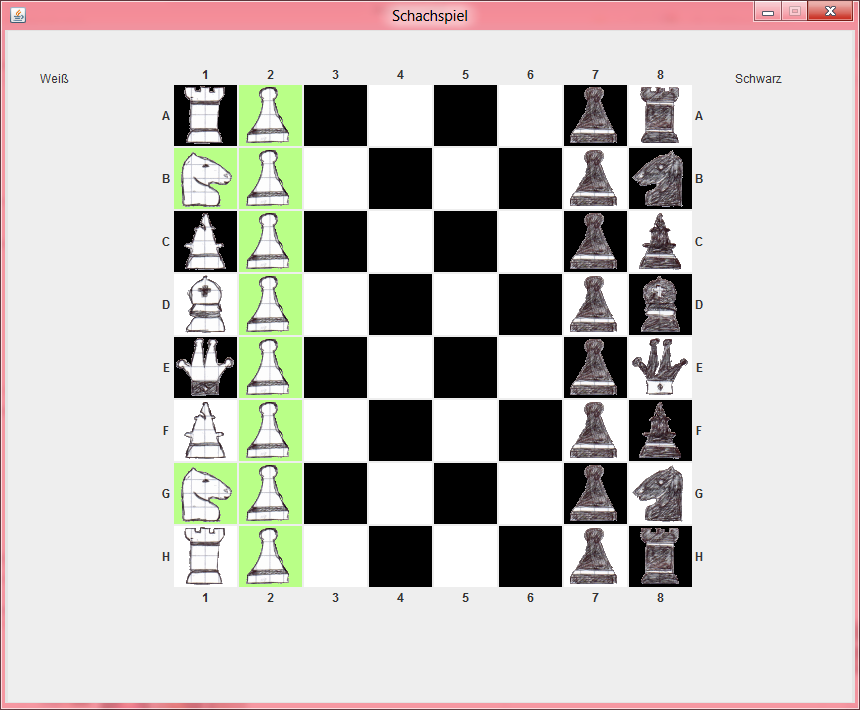 Schachspiel
Weiß
Schwarz
1 2 3 4 5 6 7 8
A A
B B
C C
D D
E E
F F
G G
H H
1 2 3 4 5 6 7 8